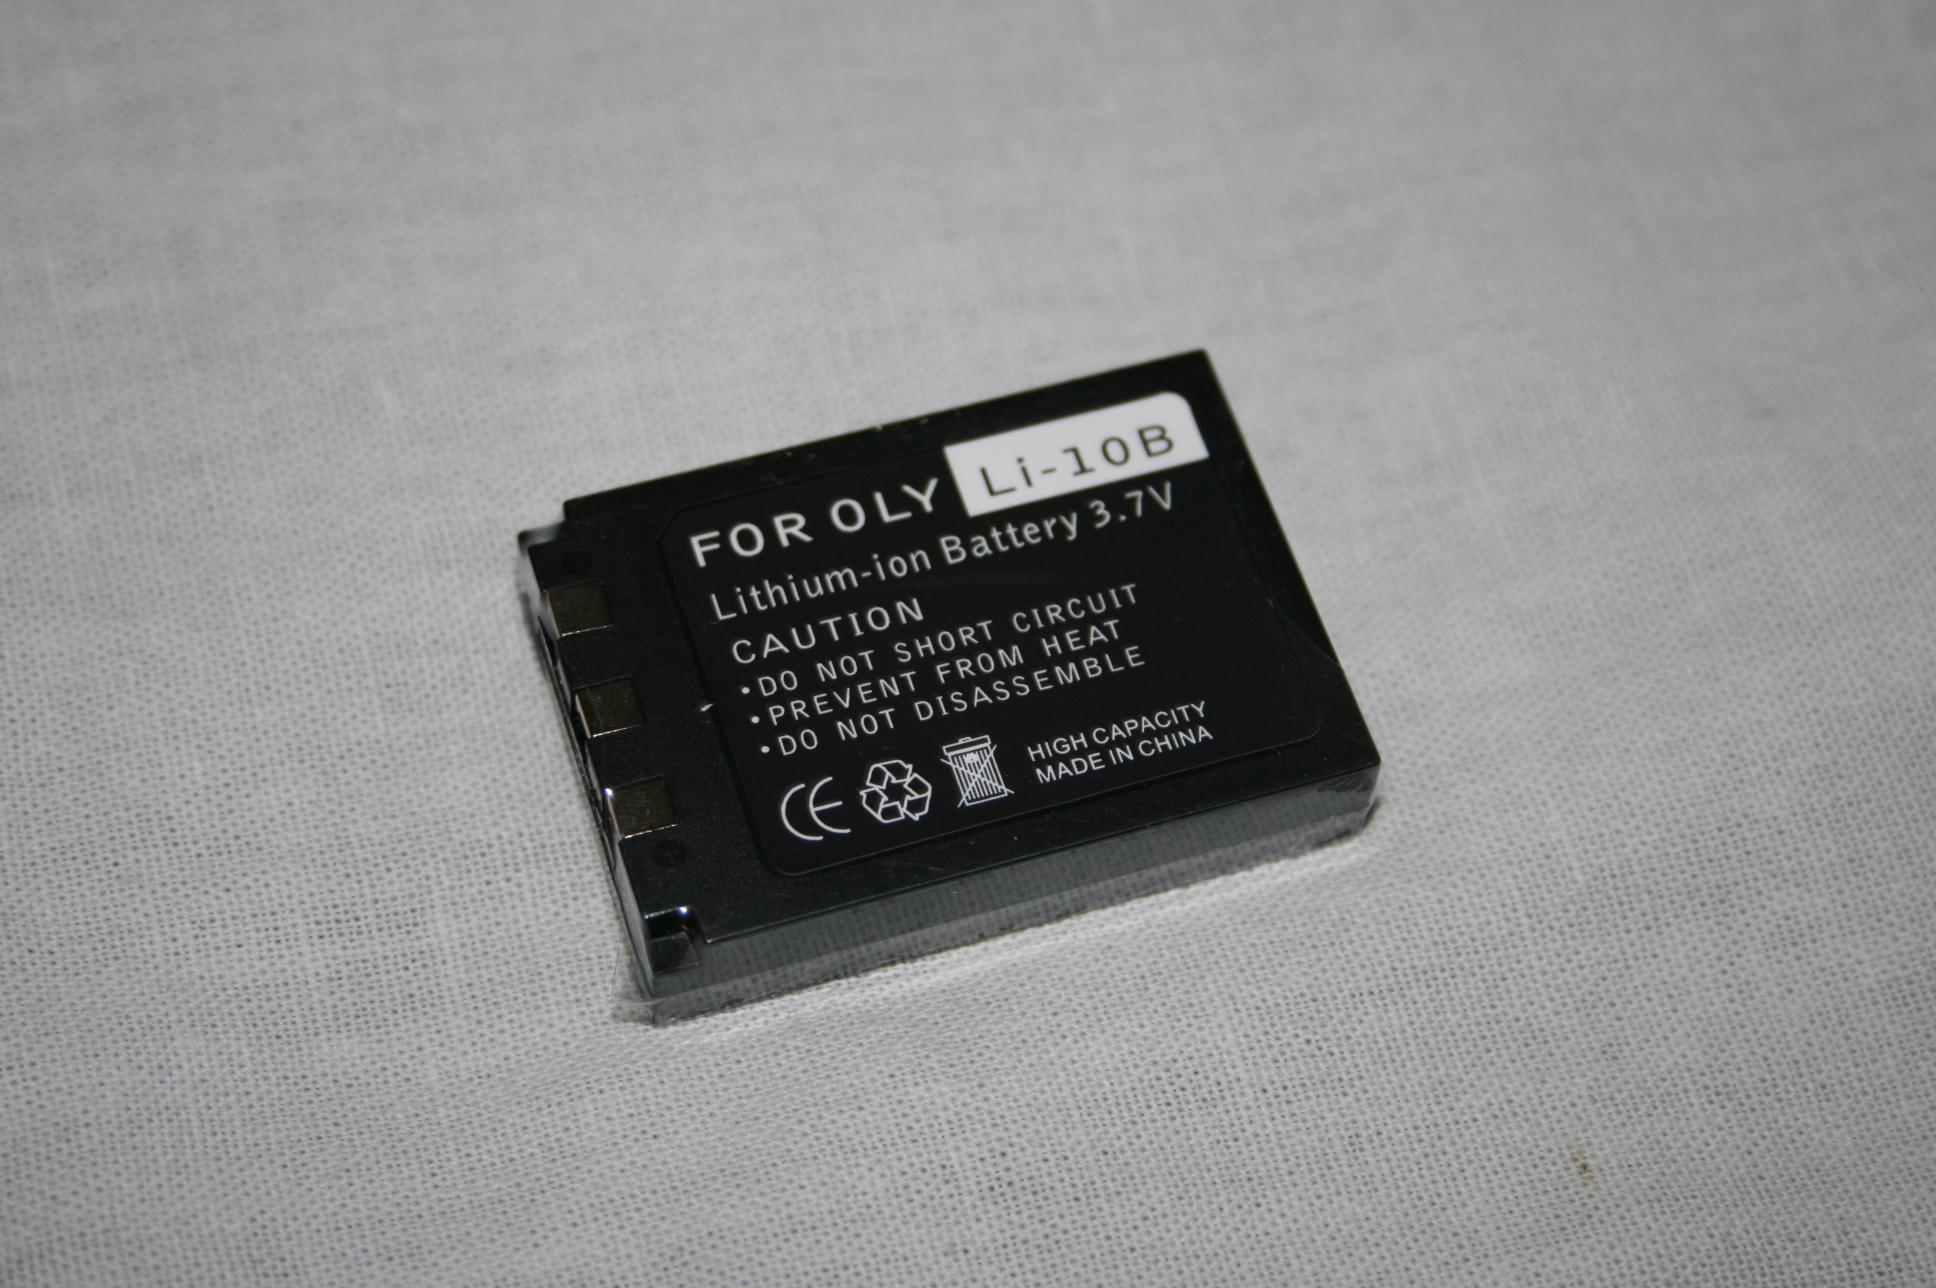 FOR OLY Li-10B
Lithium-ion Battery 3.7V
CAUTION
•DO NOT SHORT CIRCUIT
•PREVENT FROM HEAT
•DO NOT DISASSEMBLE
CE
HIGH CAPACITY
MADE IN CHINA